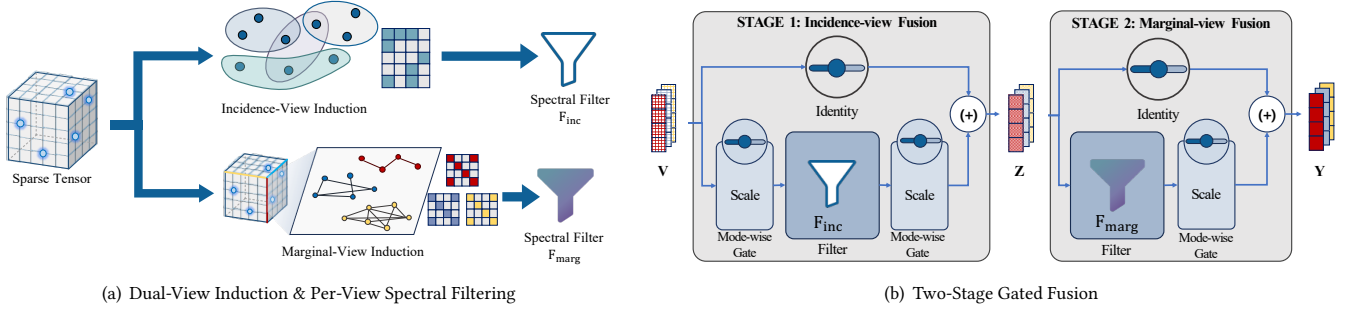 Sparse Tensor
Incidence-View Induction
Spectral Filter
F_inc
Marginal-View Induction
Spectral Filter
F_marg
(a) Dual-View Induction & Per-View Spectral Filtering
STAGE 1: Incidence-view Fusion
Identity
V
Scale
Mode-wise
Gate
F_inc
Filter
Scale
Mode-wise
Gate
(+)
Z
STAGE 2: Marginal-view Fusion
Identity
F_marg
Filter
Scale
Mode-wise
Gate
(+)
Y
(b) Two-Stage Gated Fusion